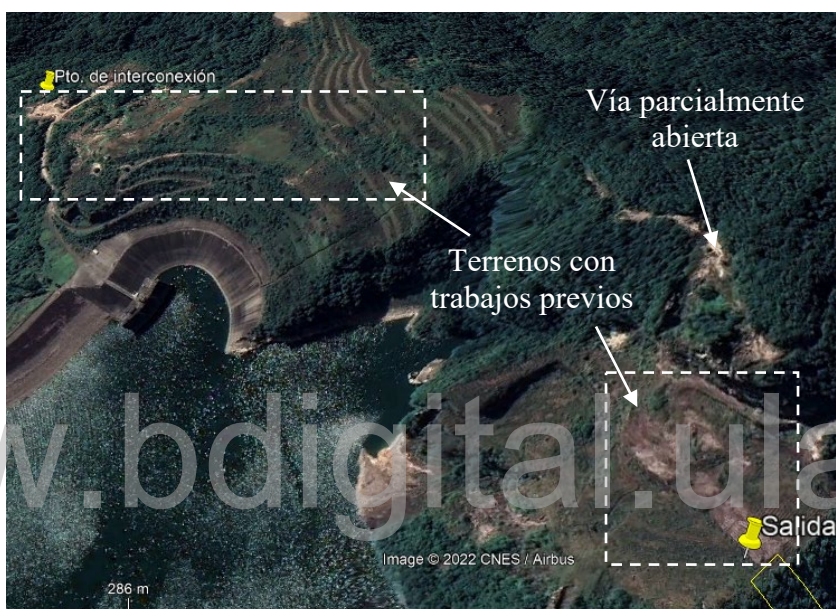 Pto. de interconexión
Vía parcialmente
abierta
Terrenos con
trabajos previos
w.bdigital.ula
Salida
Image © 2022 CNES / Airbus
286 m